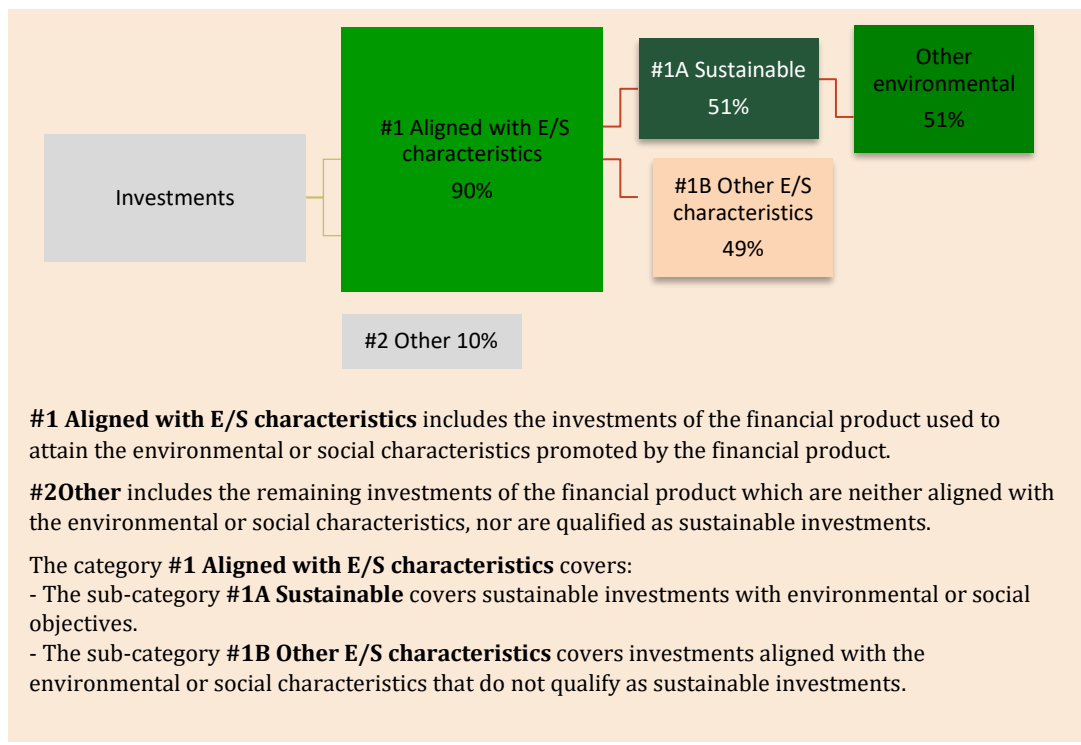 Investments
#1 Aligned with E/S
characteristics
90%
#1A Sustainable
51%
Other
environmental
51%
#1B Other E/S
characteristics
49%
#2 Other 10%
#1 Aligned with E/S characteristics includes the investments of the financial product used to
attain the environmental or social characteristics promoted by the financial product.
#2Other includes the remaining investments of the financial product which are neither aligned with
the environmental or social characteristics, nor are qualified as sustainable investments.
The category #1 Aligned with E/S characteristics covers:
- The sub-category #1A Sustainable covers sustainable investments with environmental or social
objectives.
- The sub-category #1B Other E/S characteristics covers investments aligned with the
environmental or social characteristics that do not qualify as sustainable investments.